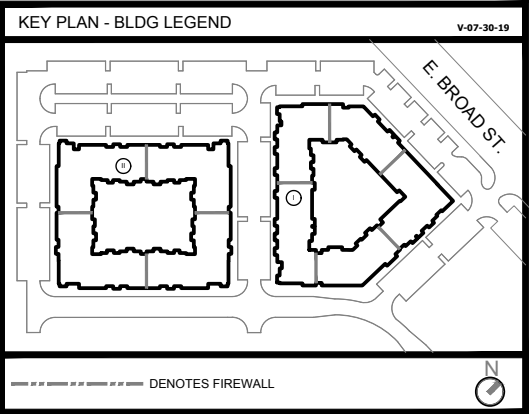 KEY PLAN - BLDG LEGEND
V-07-30-19
E. BROAD ST.
II
I
DENOTES FIREWALL
N